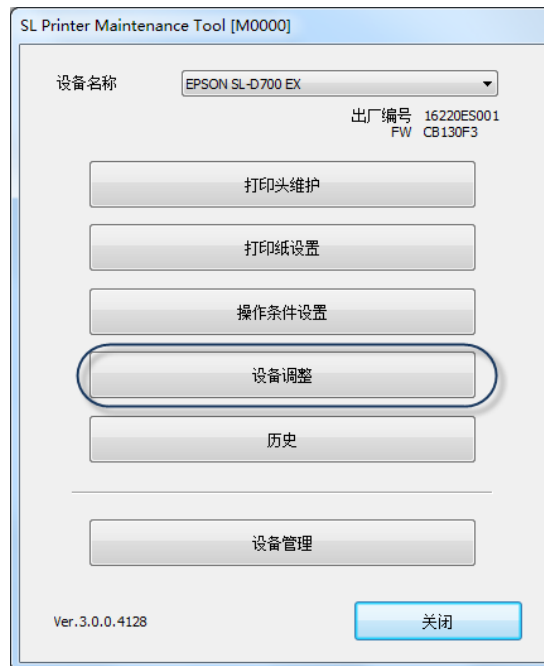 SL Printer Maintenance Tool [M0000]
设备名称 EPSON SL-D700 EX
出厂编号 16220ES001
FW CB130F3
打印头维护
打印纸设置
操作条件设置
设备调整
历史
设备管理
Ver.3.0.0.4128 关闭